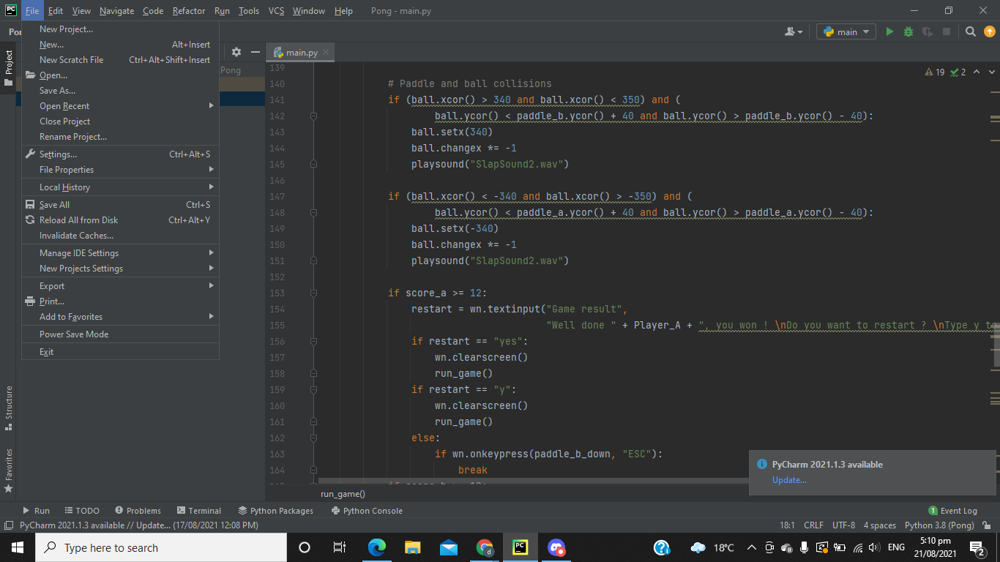 PC File Edit View Navigate Code Refactor Run Tools VCS Window Help Pong - main.py
main
New Project...
New... Alt+Insert
New Scratch File Ctrl+Alt+Shift+Insert
Open...
Save As...
Open Recent
Close Project
Rename Project...
Settings... Ctrl+Alt+S
File Properties
Local History
Save All Ctrl+S
Reload All from Disk Ctrl+Alt+Y
Invalidate Caches...
Manage IDE Settings
New Projects Settings
Export
Print...
Add to Favorites
Power Save Mode
Exit
Project
Structure
Favorites
Pong
main.py
19 2
139
140 # Paddle and ball collisions
141 if (ball.xcor() > 340 and ball.xcor() < 350) and (
142 ball.ycor() < paddle_b.ycor() + 40 and ball.ycor() > paddle_b.ycor() - 40):
143 ball.setx(340)
144 ball.changex *= -1
145 playsound("SlapSound2.wav")
146
147 if (ball.xcor() < -340 and ball.xcor() > -350) and (
148 ball.ycor() < paddle_a.ycor() + 40 and ball.ycor() > paddle_a.ycor() - 40):
149 ball.setx(-340)
150 ball.changex *= -1
151 playsound("SlapSound2.wav")
152
153 if score_a >= 12:
154 restart = wn.textinput("Game result",
155 "Well done " + Player_A + ", you won ! \nDo you want to restart ? \nType y to
156 if restart == "yes":
157 wn.clearscreen()
158 run_game()
159 if restart == "y":
160 wn.clearscreen()
161 run_game()
162 else:
163 if wn.onkeypress(paddle_b_down, "ESC"):
164 break
PyCharm 2021.1.3 available
Update...
run_game()
Run TODO Problems Terminal Python Packages Python Console 1 Event Log
PyCharm 2021.1.3 available // Update... (17/08/2021 12:08 PM) 18:1 CRLF UTF-8 4 spaces Python 3.8 (Pong)
Type here to search
PC
18°C ENG
5:10 pm
21/08/2021
2